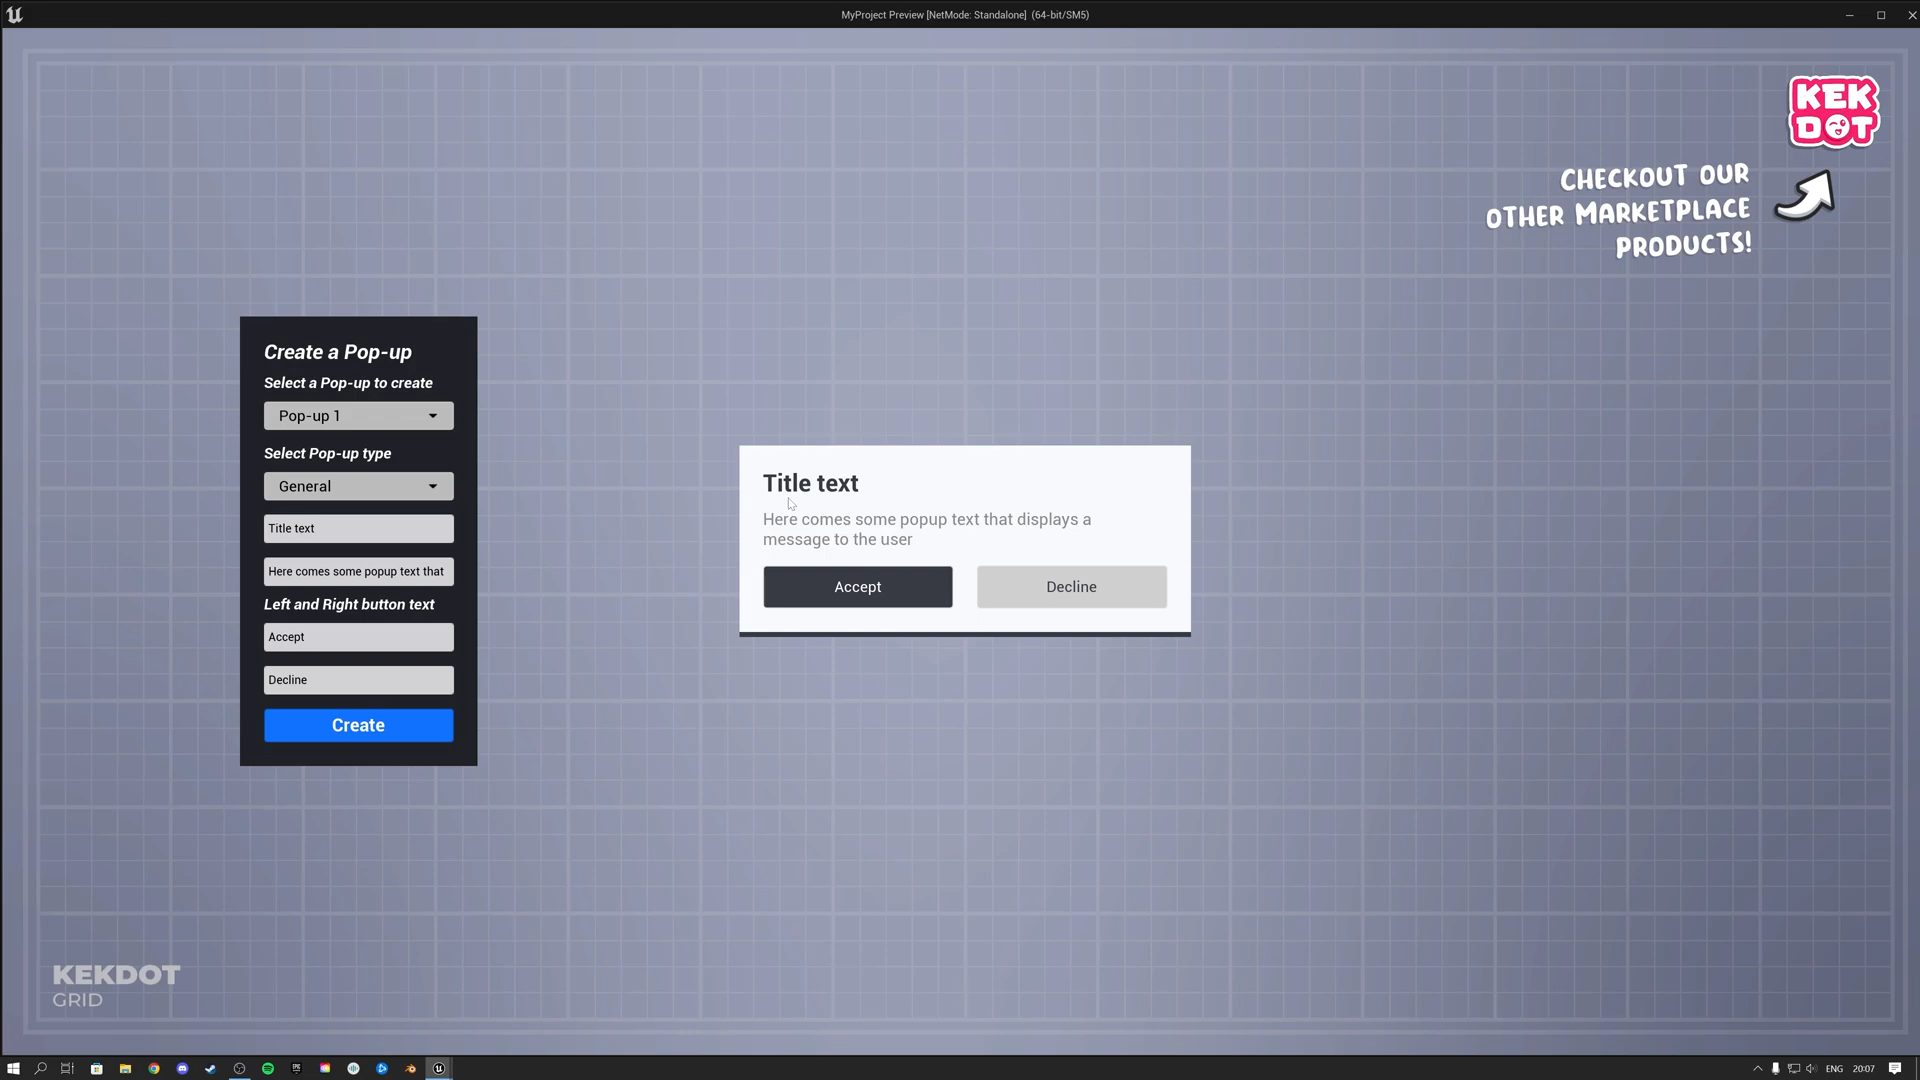 MyProject Preview [NetMode: Standalone] (64-bit/SM5)
KEK
DOT
CHECKOUT OUR
OTHER MARKETPLACE
PRODUCTS!
Create a Pop-up
Select a Pop-up to create
Pop-up 1
Select Pop-up type
General
Title text
Here comes some popup text that
Left and Right button text
Accept
Decline
Create
Title text
Here comes some popup text that displays a
message to the user
Accept
Decline
KEKDOT
GRID
ENG
20:07